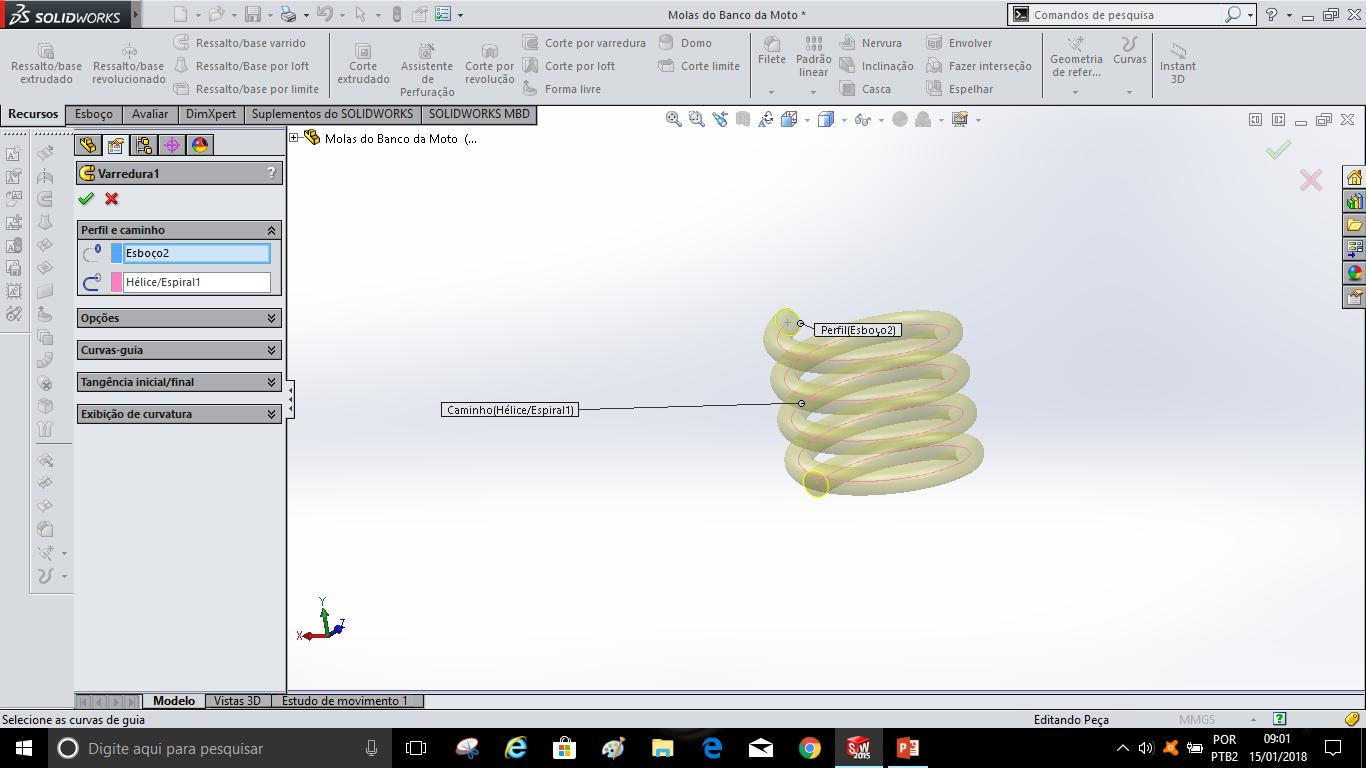 SOLIDWORKS
Molas do Banco da Moto *
Comandos de pesquisa
Ressalto/base extrudado
Ressalto/base revolucionado
Ressalto/base varrido
Ressalto/Base por loft
Ressalto/base por limite
Corte extrudado
Assistente de Perfuração
Corte por revolução
Corte por varredura
Corte por loft
Forma livre
Domo
Corte limite
Filete
Padrão linear
Nervura
Inclinação
Casca
Envolver
Fazer interseção
Espelhar
Geometria de refer...
Curvas
Instant 3D
Recursos
Esboço
Avaliar
DimXpert
Suplementos do SOLIDWORKS
SOLIDWORKS MBD
Molas do Banco da Moto (...
Varredura1
?
Perfil e caminho
Esboço2
Hélice/Espiral1
Opções
Curvas-guia
Tangência inicial/final
Exibição de curvatura
Perfil(Esboço2)
Caminho(Hélice/Espiral1)
Y
X
Z
Modelo
Vistas 3D
Estudo de movimento 1
Selecione as curvas de guia
Editando Peça
MMGS
Digite aqui para pesquisar
SW
2015
POR
PTB2
09:01
15/01/2018